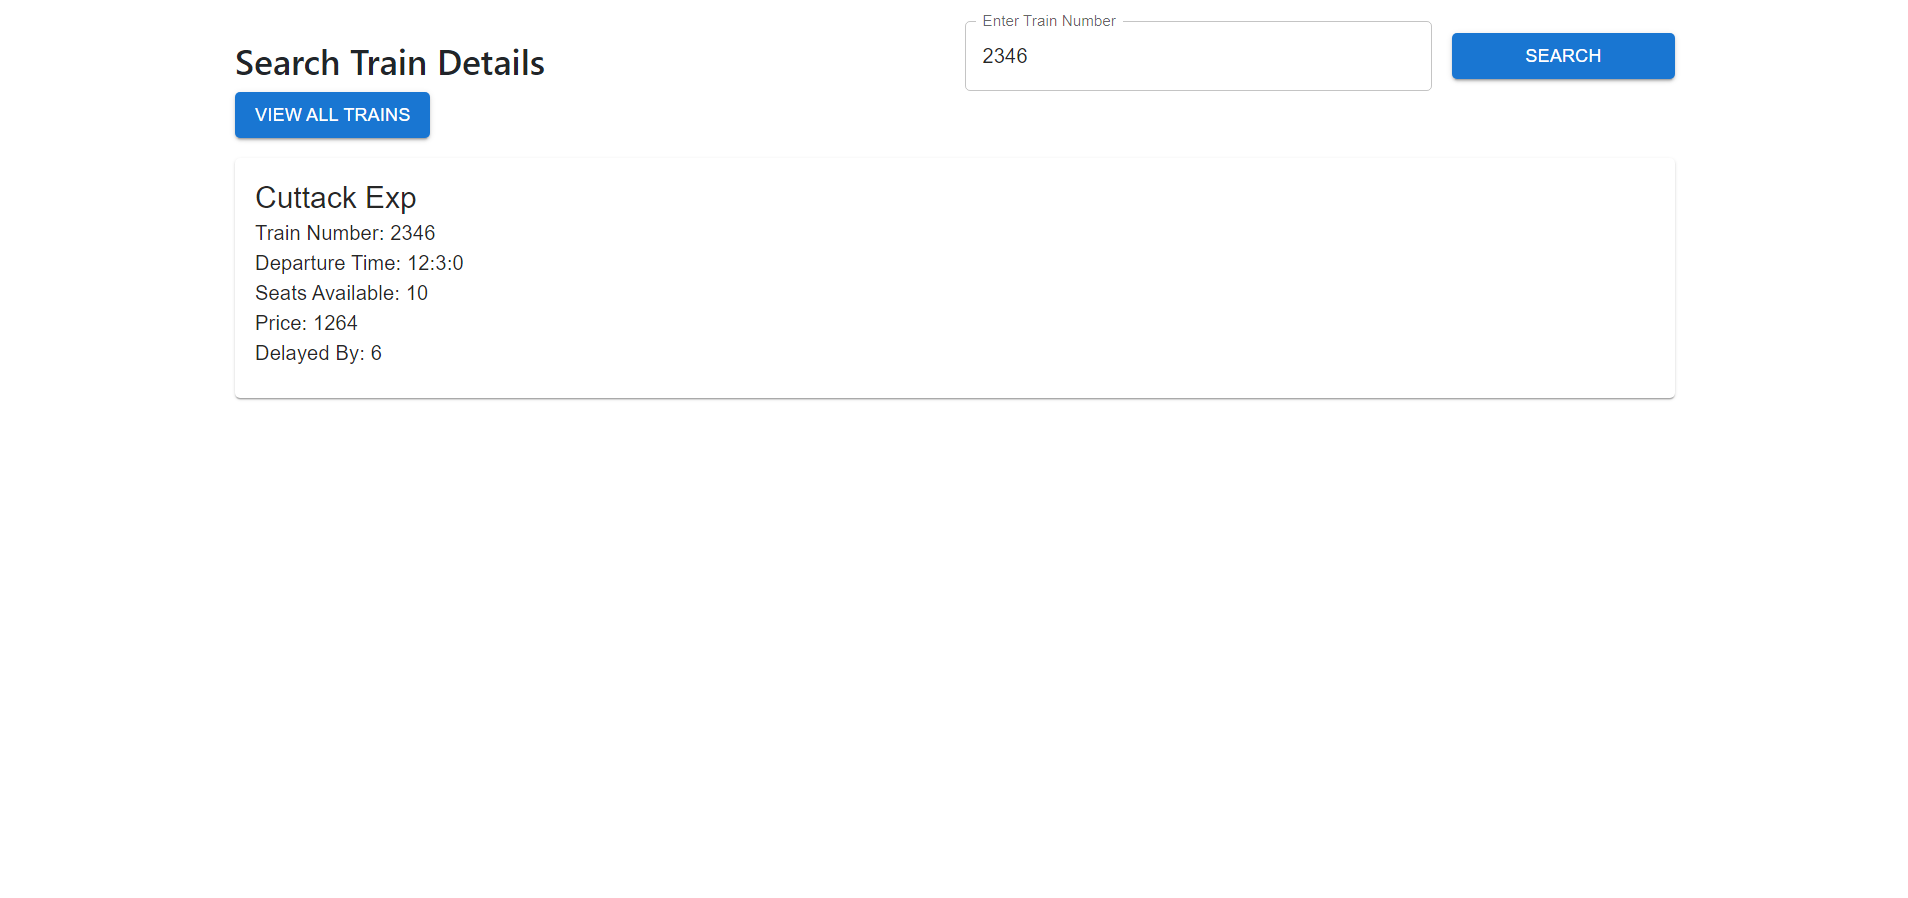 Search Train Details
Enter Train Number
2346
SEARCH
VIEW ALL TRAINS
Cuttack Exp
Train Number: 2346
Departure Time: 12:3:0
Seats Available: 10
Price: 1264
Delayed By: 6